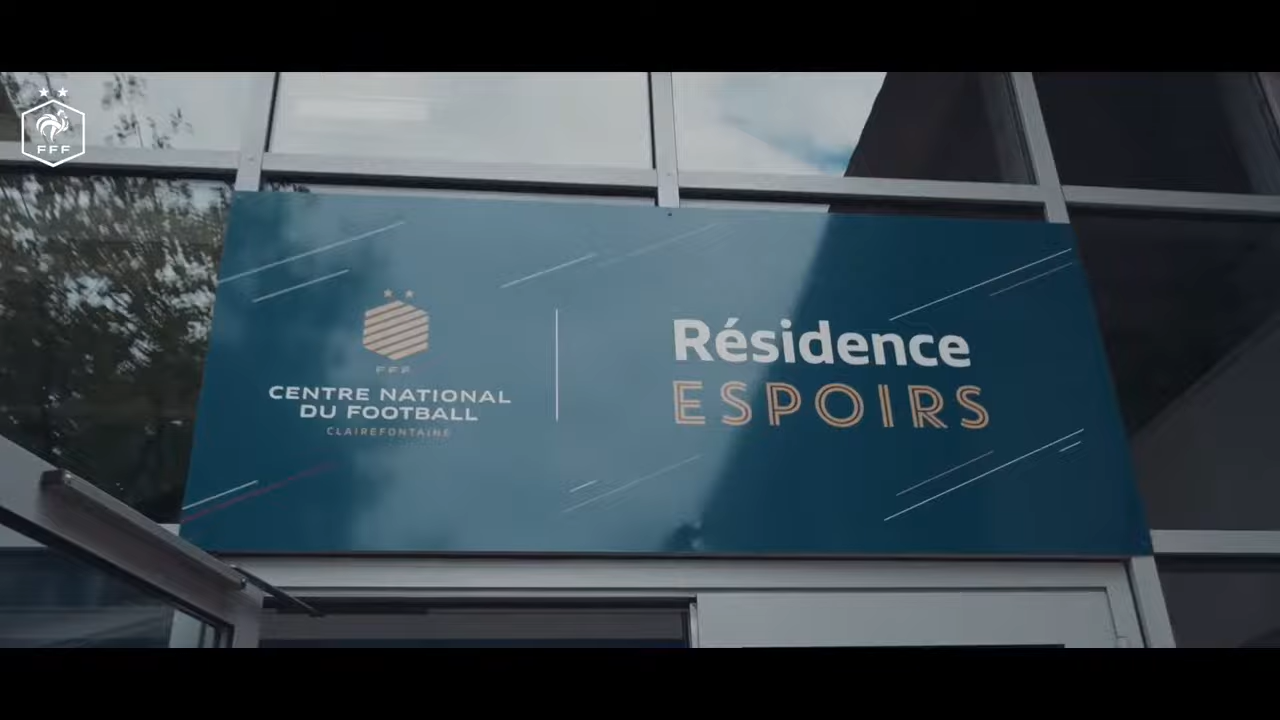 FFF
FFF
CENTRE NATIONAL
DU FOOTBALL
CLAIREFONTAINE
Résidence
ESPOIRS